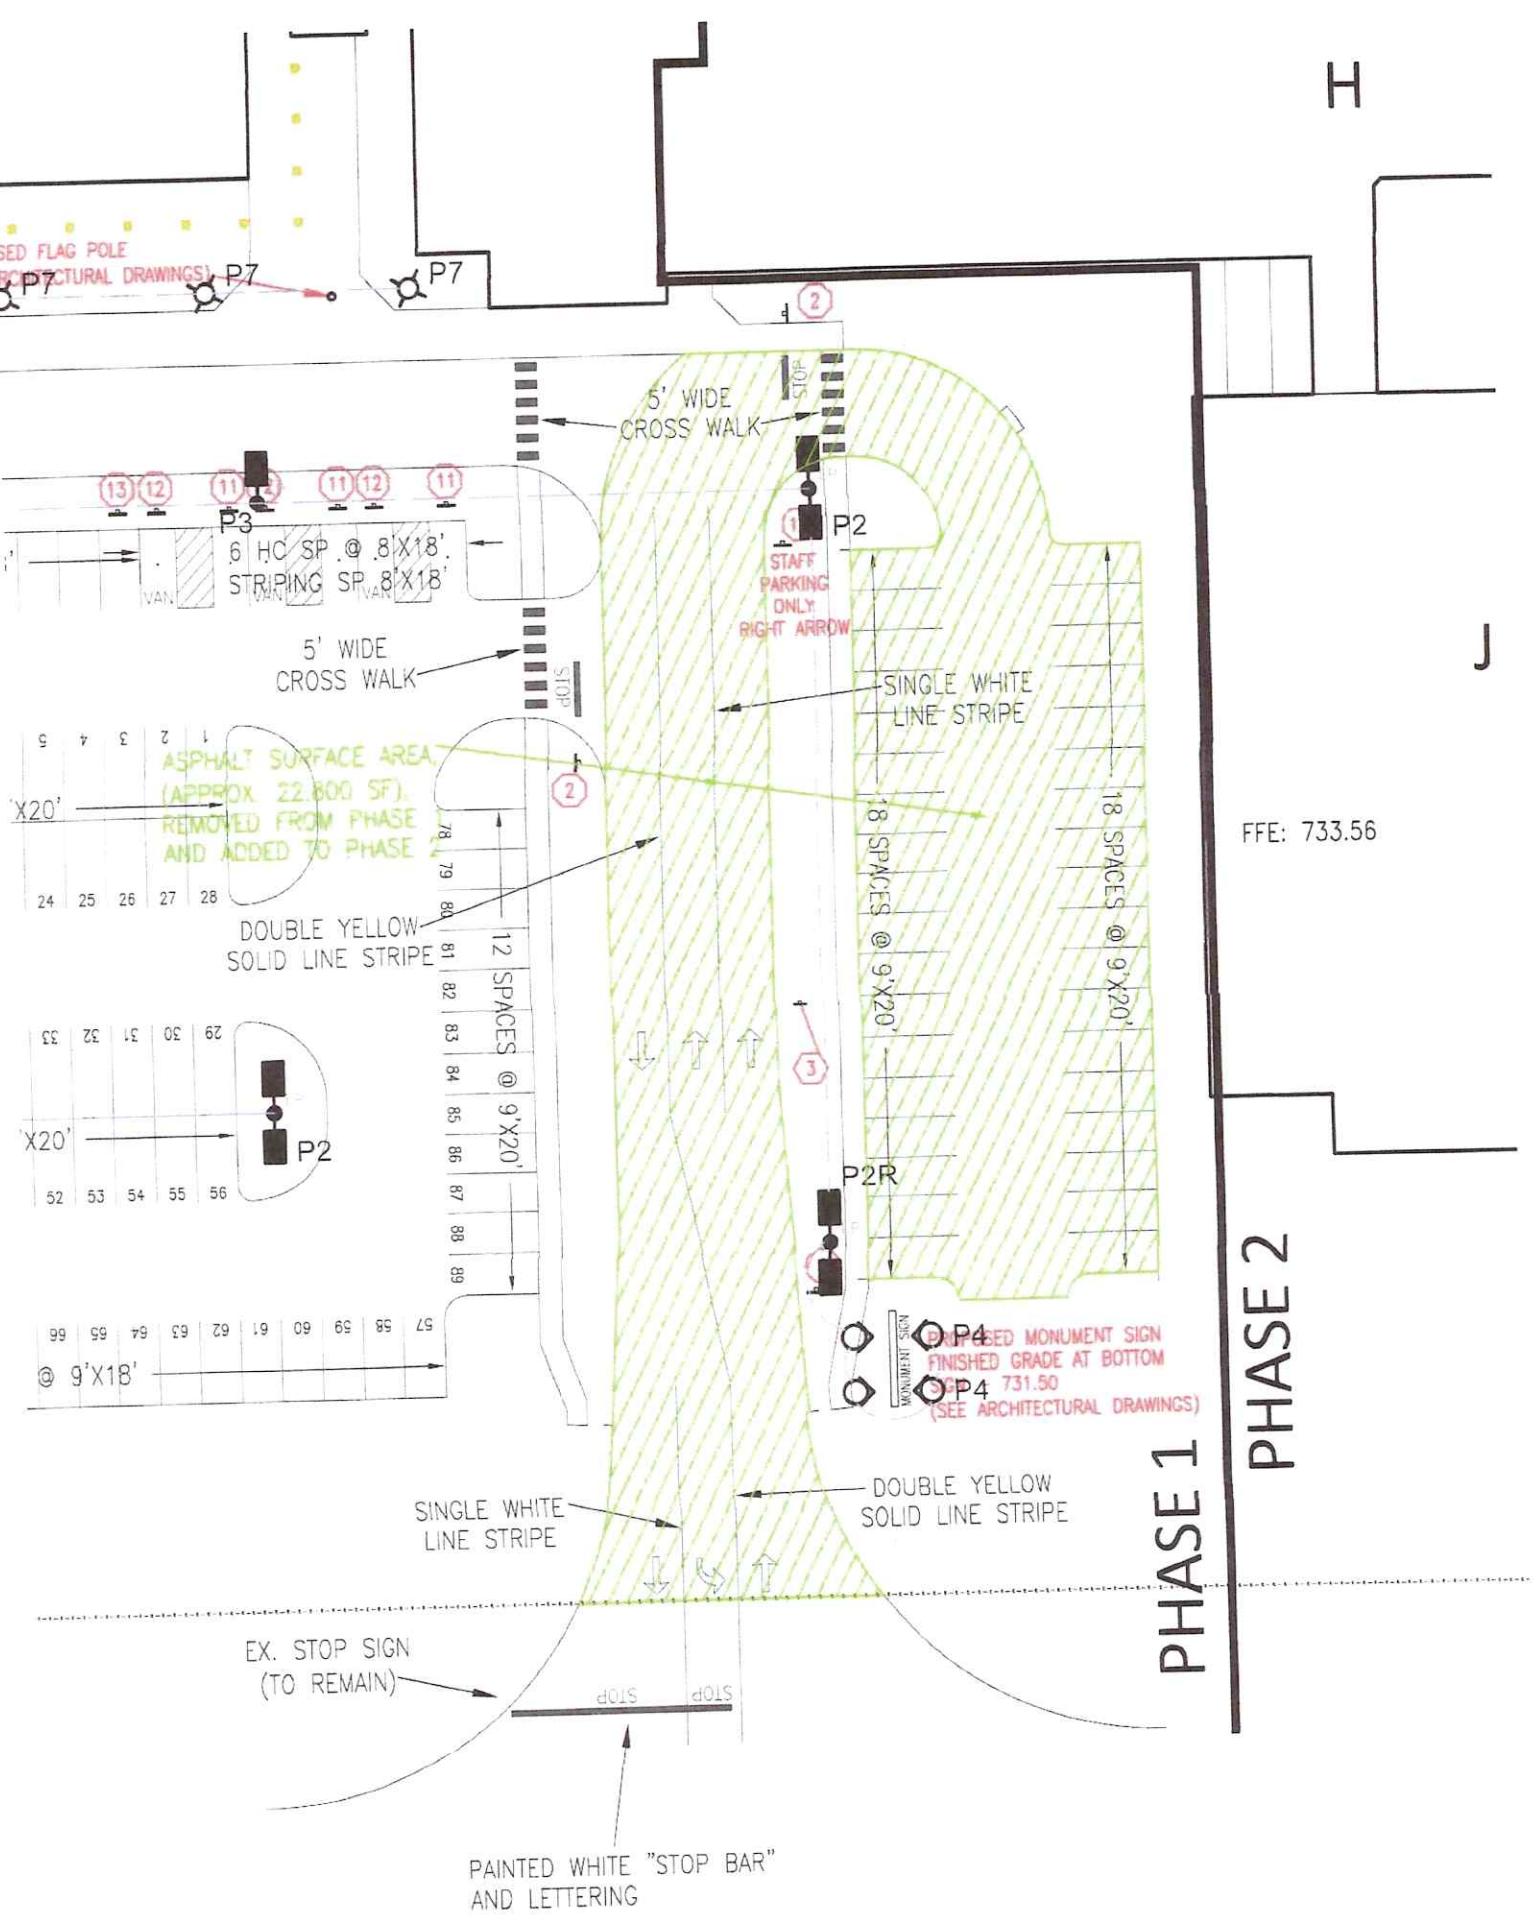 H
SED FLAG POLE
RCHITECTURAL DRAWINGS)
P7
P7
P7
2
STOP
5' WIDE
CROSS WALK
13
12
11
11
12
11
P3
P2
6 HC SP @ 8'X18'
STRIPING SP 8'X18'
VAN
VAN
VAN
STAFF
PARKING
ONLY
RIGHT ARROW
5' WIDE
CROSS WALK
STOP
J
SINGLE WHITE
LINE STRIPE
5 4 3 2 1
ASPHALT SURFACE AREA
(APPROX 22,800 SF)
REMOVED FROM PHASE 1
AND ADDED TO PHASE 2
2
'X20'
24 25 26 27 28
18 SPACES @ 9'X20'
18 SPACES @ 9'X20'
FFE: 733.56
DOUBLE YELLOW
SOLID LINE STRIPE
78
79
80
81
82
83
84
85
86
87
88
89
12 SPACES @ 9'X20'
33 32 31 30 29
3
'X20'
P2
52 53 54 55 56
P2R
66 65 64 63 62 61 60 59 58 57
@ 9'X18'
MONUMENT SIGN
P4
P4
PROPOSED MONUMENT SIGN
FINISHED GRADE AT BOTTOM
SIGN 731.50
(SEE ARCHITECTURAL DRAWINGS)
PHASE 1
PHASE 2
SINGLE WHITE
LINE STRIPE
DOUBLE YELLOW
SOLID LINE STRIPE
EX. STOP SIGN
(TO REMAIN)
STOP
STOP
PAINTED WHITE "STOP BAR"
AND LETTERING